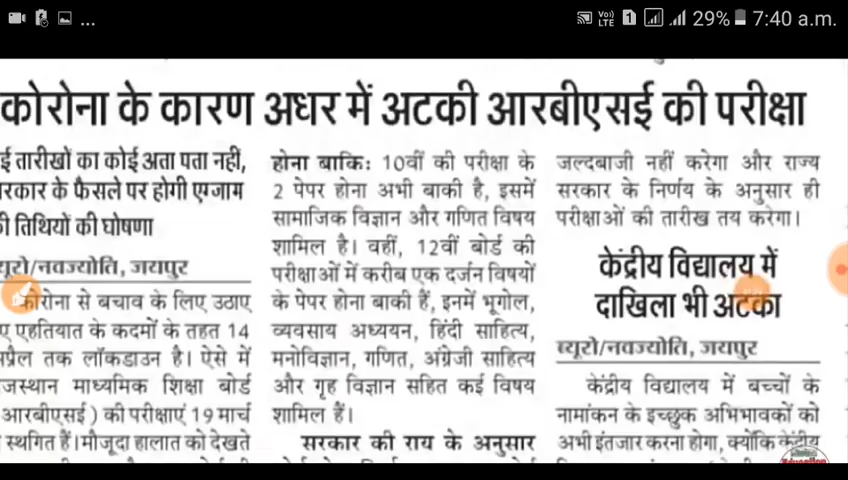 29% 7:40 a.m.
कोरोना के कारण अधर में अटकी आरबीएसई की परीक्षा
ई तारीखों का कोई अता पता नहीं,
रकार के फैसले पर होगी एग्जाम
ी तिथियों की घोषणा
यूरो/नवज्योति, जयपुर
कोरोना से बचाव के लिए उठाए
ए एहतियात के कदमों के तहत 14
प्रैल तक लॉकडाउन है। ऐसे में
जस्थान माध्यमिक शिक्षा बोर्ड
आरबीएसई) की परीक्षाएं 19 मार्च
स्थगित हैं। मौजूदा हालात को देखते
होना बाकि: 10वीं की परीक्षा के
2 पेपर होना अभी बाकी है, इसमें
सामाजिक विज्ञान और गणित विषय
शामिल है। वहीं, 12वीं बोर्ड की
परीक्षाओं में करीब एक दर्जन विषयों
के पेपर होना बाकी हैं, इनमें भूगोल,
व्यवसाय अध्ययन, हिंदी साहित्य,
मनोविज्ञान, गणित, अंग्रेजी साहित्य
और गृह विज्ञान सहित कई विषय
शामिल हैं।
सरकार की राय के अनुसार
जल्दबाजी नहीं करेगा और राज्य
सरकार के निर्णय के अनुसार ही
परीक्षाओं की तारीख तय करेगा।
केंद्रीय विद्यालय में
दाखिला भी अटका
ब्यूरो/नवज्योति, जयपुर
केंद्रीय विद्यालय में बच्चों के
नामांकन के इच्छुक अभिभावकों को
अभी इंतजार करना होगा, क्योंकि केंद्रीय